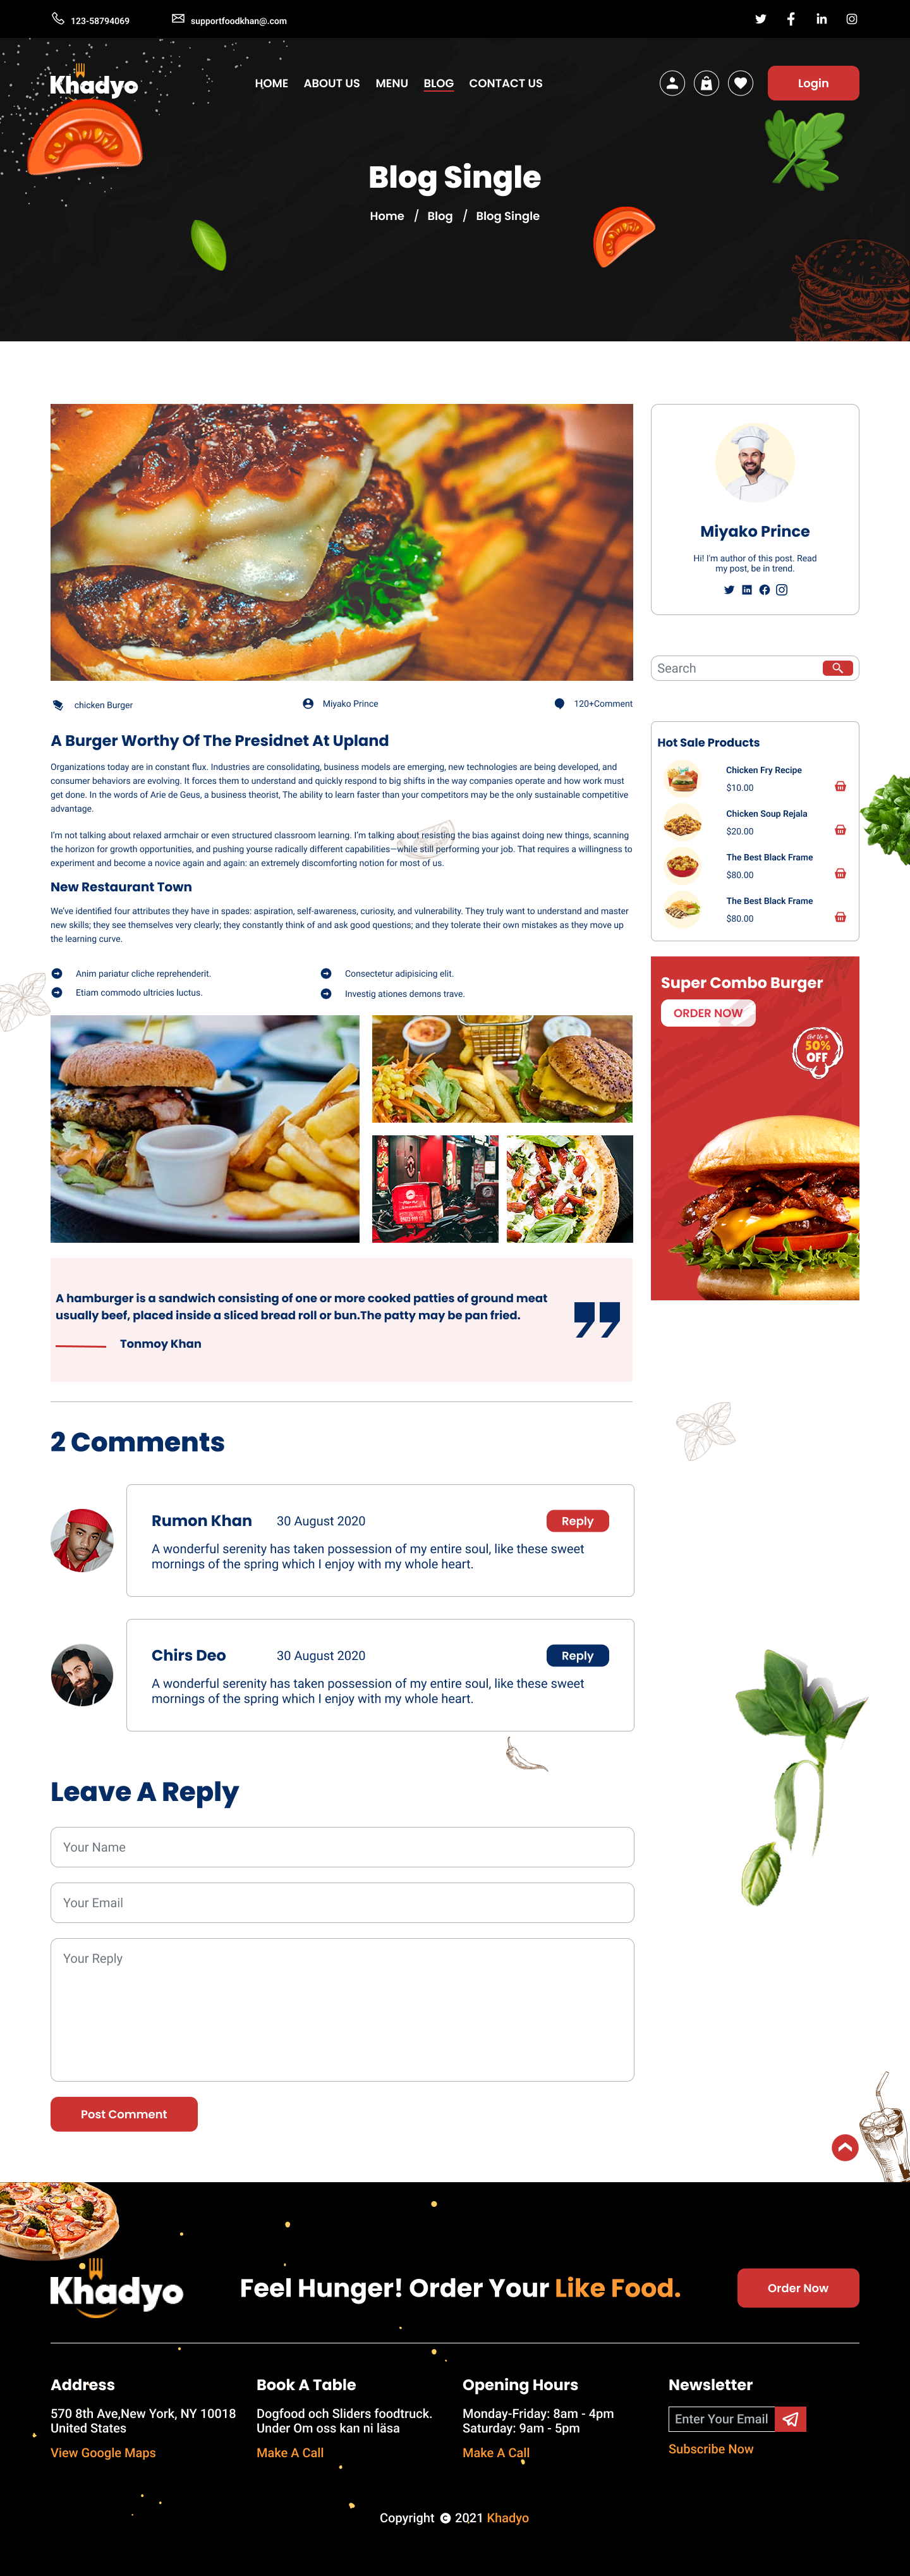 123-58794069
supportfoodkhan@.com
Khadyo
HOME ABOUT US MENU BLOG CONTACT US
Login
Blog Single
Home / Blog / Blog Single
Miyako Prince
Hi! I'm author of this post. Read
my post, be in trend.
Search
chicken Burger
Miyako Prince
120+Comment
A Burger Worthy Of The Presidnet At Upland
Organizations today are in constant flux. Industries are consolidating, business models are emerging, new technologies are being developed, and
consumer behaviors are evolving. It forces them to understand and quickly respond to big shifts in the way companies operate and how work must
get done. In the words of Arie de Geus, a business theorist, The ability to learn faster than your competitors may be the only sustainable competitive
advantage.
I'm not talking about relaxed armchair or even structured classroom learning. I'm talking about resisting the bias against doing new things, scanning
the horizon for growth opportunities, and pushing yourse radically different capabilities—while still performing your job. That requires a willingness to
experiment and become a novice again and again: an extremely discomforting notion for most of us.
New Restaurant Town
We've identified four attributes they have in spades: aspiration, self-awareness, curiosity, and vulnerability. They truly want to understand and master
new skills; they see themselves very clearly; they constantly think of and ask good questions; and they tolerate their own mistakes as they move up
the learning curve.
Anim pariatur cliche reprehenderit.
Consectetur adipisicing elit.
Etiam commodo ultricies luctus.
Investig ationes demons trave.
Hot Sale Products
Chicken Fry Recipe
$10.00
Chicken Soup Rejala
$20.00
The Best Black Frame
$80.00
The Best Black Frame
$80.00
Super Combo Burger
ORDER NOW
Get Up to
50%
OFF
A hamburger is a sandwich consisting of one or more cooked patties of ground meat
usually beef, placed inside a sliced bread roll or bun.The patty may be pan fried.
Tonmoy Khan
2 Comments
Rumon Khan 30 August 2020
Reply
A wonderful serenity has taken possession of my entire soul, like these sweet
mornings of the spring which I enjoy with my whole heart.
Chirs Deo 30 August 2020
Reply
A wonderful serenity has taken possession of my entire soul, like these sweet
mornings of the spring which I enjoy with my whole heart.
Leave A Reply
Your Name
Your Email
Your Reply
Post Comment
Khadyo
Feel Hunger! Order Your Like Food.
Order Now
Address
570 8th Ave,New York, NY 10018
United States
View Google Maps
Book A Table
Dogfood och Sliders foodtruck.
Under Om oss kan ni läsa
Make A Call
Opening Hours
Monday-Friday: 8am - 4pm
Saturday: 9am - 5pm
Make A Call
Newsletter
Enter Your Email
Subscribe Now
Copyright © 2021 Khadyo